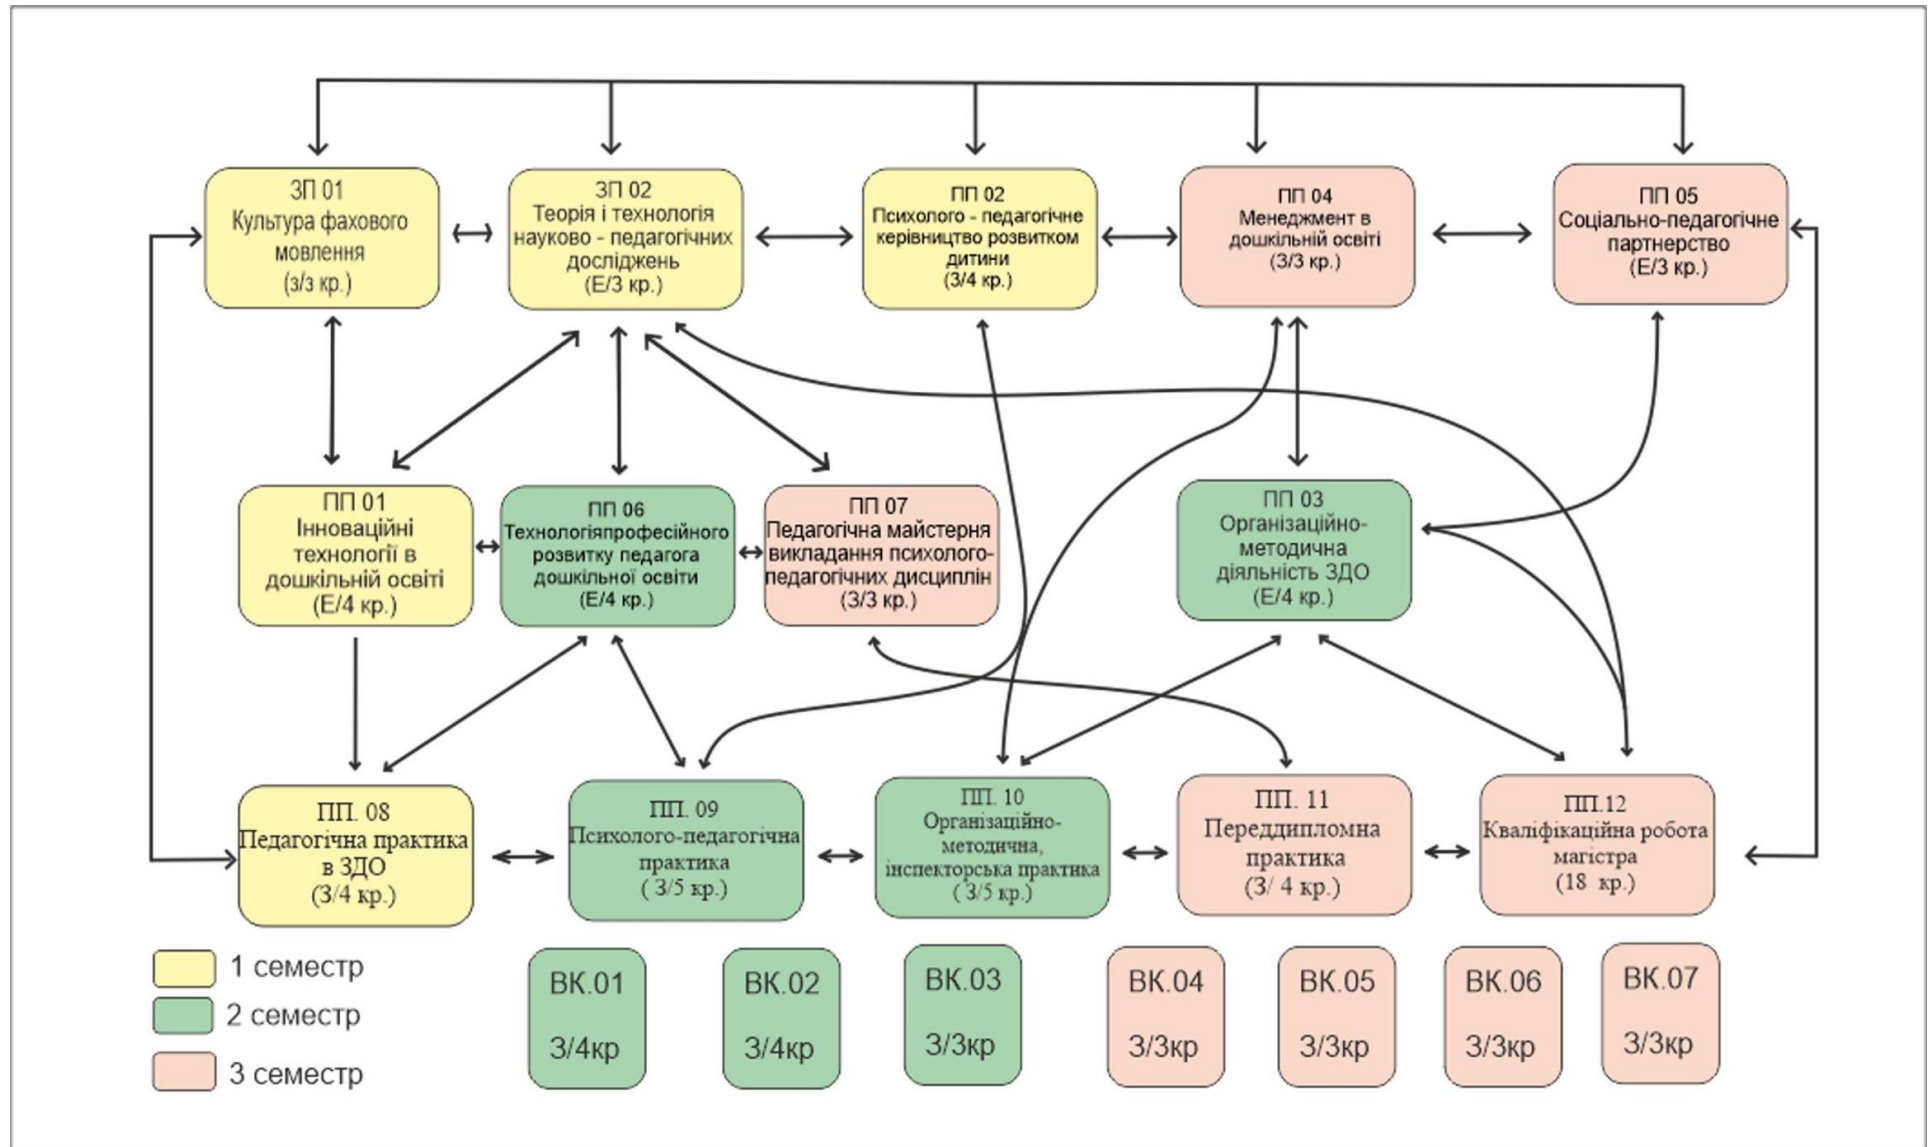 ЗП 01
Культура фахового
мовлення
(з/з кр.)
ЗП 02
Теорія і технологія
науково - педагогічних
досліджень
(Е/3 кр.)
ПП 02
Психолого - педагогічне
керівництво розвитком
дитини
(З/4 кр.)
ПП 04
Менеджмент в
дошкільній освіті
(З/3 кр.)
ПП 05
Соціально-педагогічне
партнерство
(Е/3 кр.)
ПП 01
Інноваційні
технології в
дошкільній освіті
(Е/4 кр.)
ПП 06
Технологіяпрофесійного
розвитку педагога
дошкільної освіти
(Е/4 кр.)
ПП 07
Педагогічна майстерня
викладання психолого-
педагогічних дисциплін
(З/3 кр.)
ПП 03
Організаційно-
методична
діяльність ЗДО
(Е/4 кр.)
ПП. 08
Педагогічна практика
в ЗДО
(З/4 кр.)
ПП. 09
Психолого-педагогічна
практика
( З/5 кр.)
ПП. 10
Організаційно-
методична,
інспекторська практика
( З/5 кр.)
ПП. 11
Переддипломна
практика
(З/ 4 кр.)
ПП.12
Кваліфікаційна робота
магістра
(18 кр.)
1 семестр
2 семестр
3 семестр
ВК.01
З/4кр
ВК.02
З/4кр
ВК.03
З/3кр
ВК.04
З/3кр
ВК.05
З/3кр
ВК.06
З/3кр
ВК.07
З/3кр